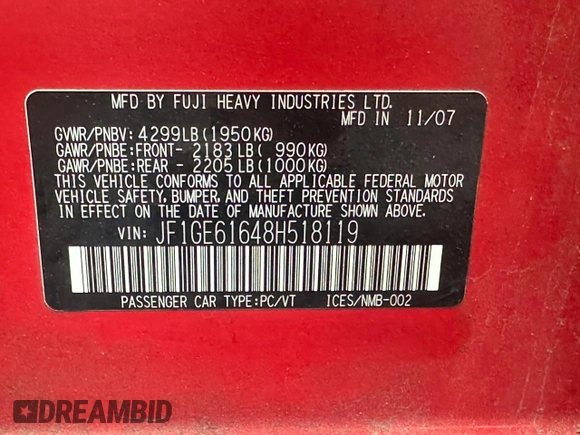 MFD BY FUJI HEAVY INDUSTRIES LTD.
MFD IN 11/07
GVWR/PNBV: 4299LB(1950KG)
GAWR/PNBE:FRONT- 2183LB( 990KG)
GAWR/PNBE:REAR - 2205LB(1000KG)
THIS VEHICLE CONFORMS TO ALL APPLICABLE FEDERAL MOTOR
VEHICLE SAFETY, BUMPER, AND THEFT PREVENTION STANDARDS
IN EFFECT ON THE DATE OF MANUFACTURE SHOWN ABOVE.
VIN: JF1GE61648H518119
PASSENGER CAR TYPE:PC/VT ICES/NMB-002
DREAMBID